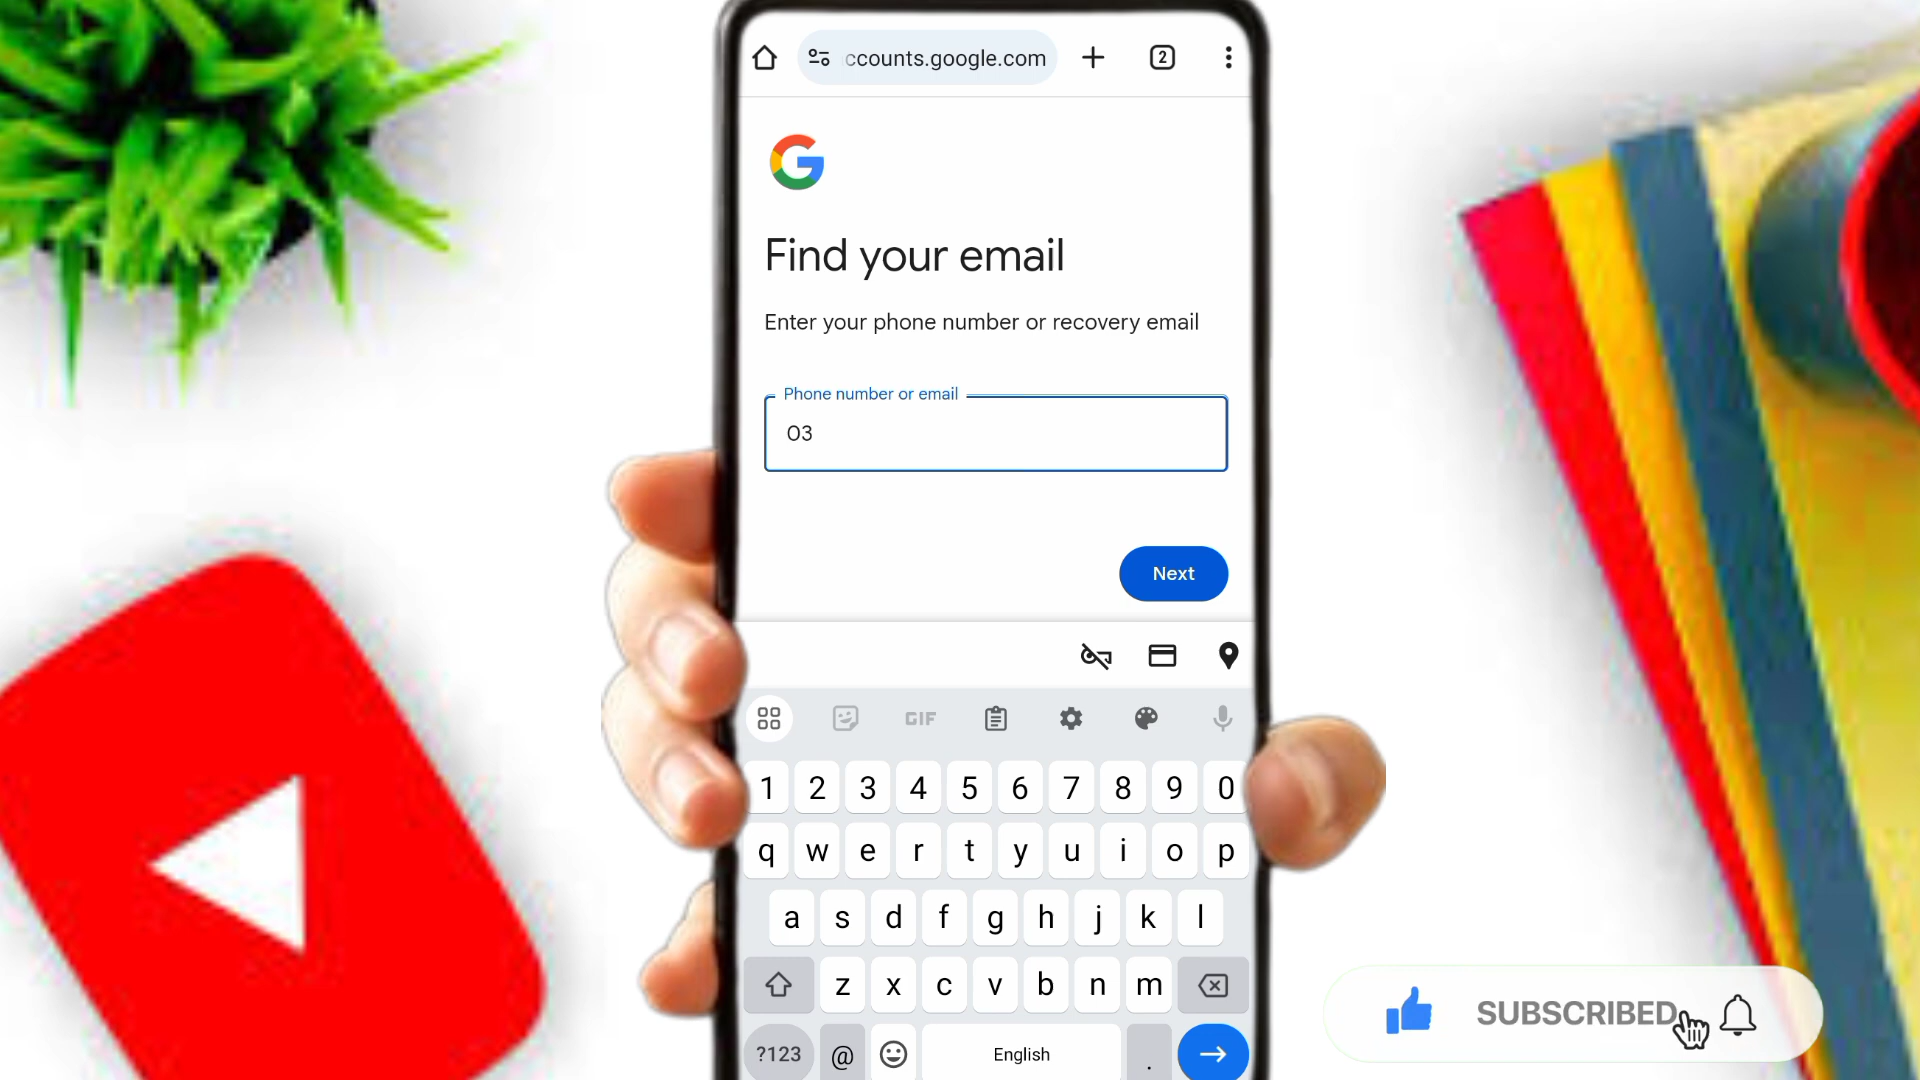 ccounts.google.com
2
G
Find your email
Enter your phone number or recovery email
Phone number or email
03
Next
GIF
1 2 3 4 5 6 7 8 9 0
q w e r t y u i o p
a s d f g h j k l
z x c v b n m
?123 @ English .
SUBSCRIBED